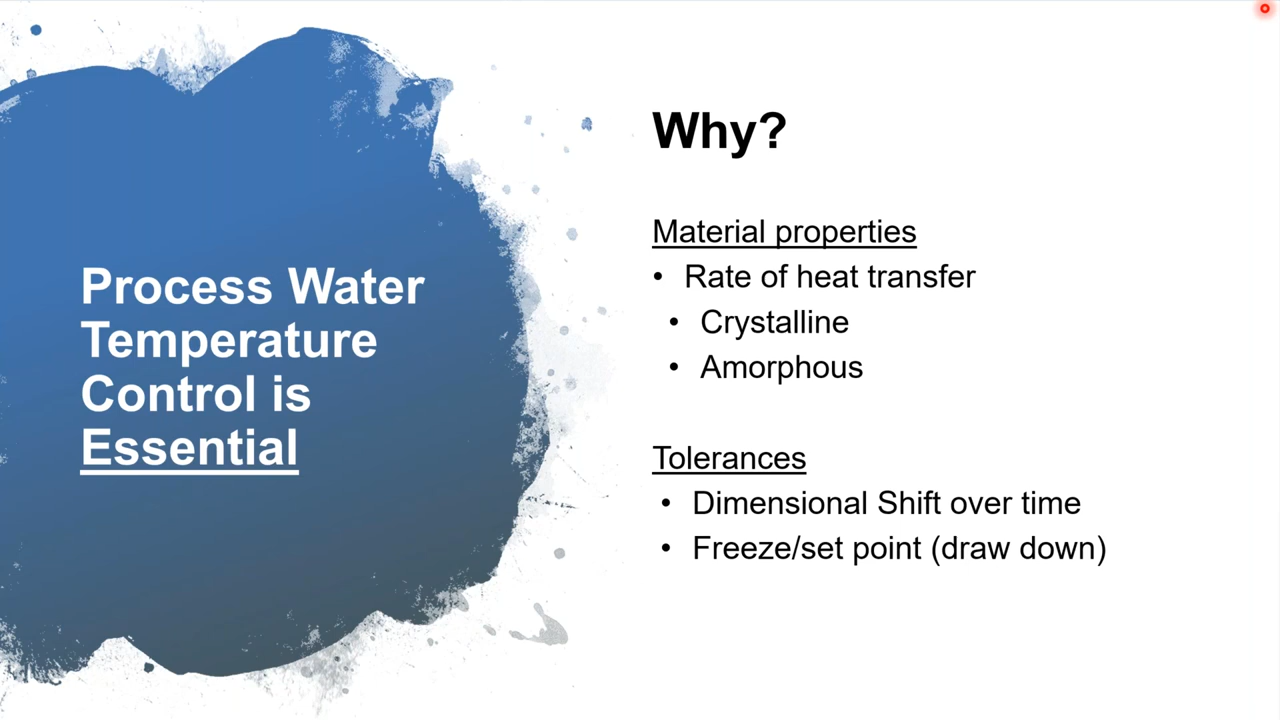 Process Water
Temperature
Control is
Essential
Why?
Material properties
• Rate of heat transfer
• Crystalline
• Amorphous
Tolerances
• Dimensional Shift over time
• Freeze/set point (draw down)